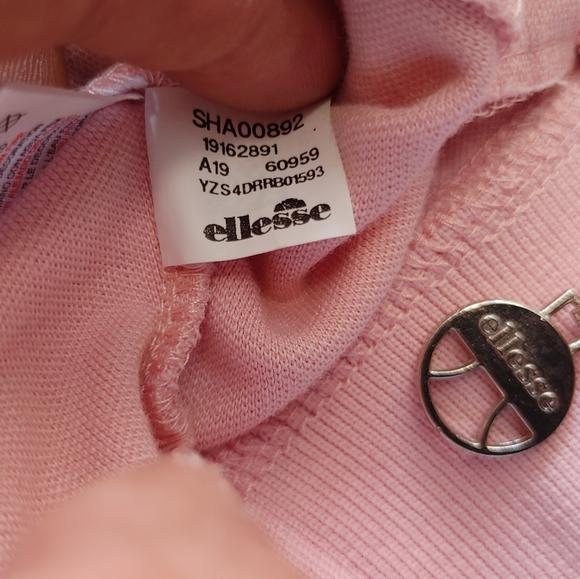 SHA00892
19162891
A19 60959
YZS4DRRB01593
ellesse
ellesse